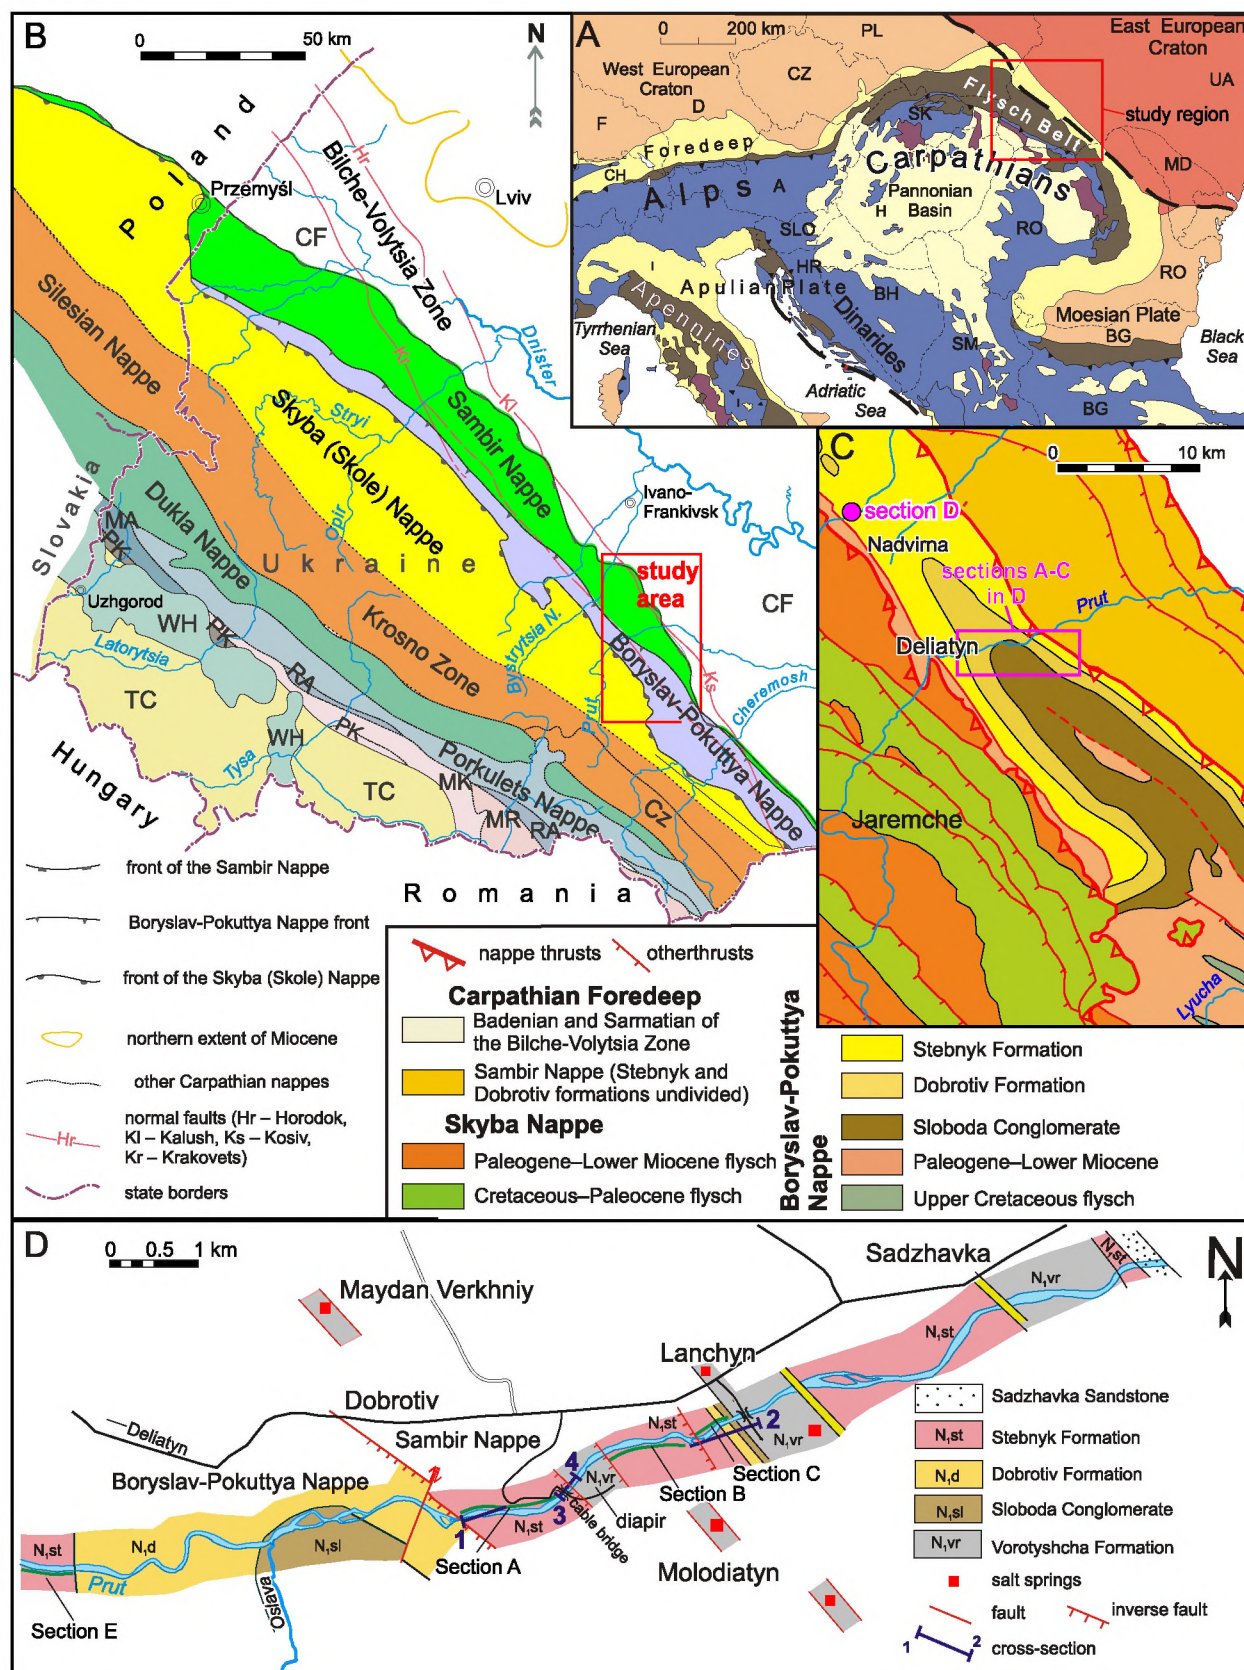 B
0 50 km
N
Poland
Przemyśl
Bilche-Volytsia Zone
Hr
Lviv
CF
Kr
Kl
Dnister
Silesian Nappe
Stryi
Skyba (Skole) Nappe
Sambir Nappe
Slovakia
Dukla Nappe
Opir
Ukraine
Ivano-
Frankivsk
study
area
CF
MA
PK
Uzhgorod
WH
PK
Latorytsia
RA
Krosno Zone
Bystrytsia N.
Prut
Boryslav-Pokuttya Nappe
Ks
Cheremosh
TC
WH
PK
Tysa
TC
Porkulets Nappe
MK
MR
RA
Cz
Hungary
Romania
front of the Sambir Nappe
Boryslav-Pokuttya Nappe front
front of the Skyba (Skole) Nappe
northern extent of Miocene
other Carpathian nappes
Hr
normal faults (Hr – Horodok,
Kl – Kalush, Ks – Kosiv,
Kr – Krakovets)
state borders
A
0 200 km
PL
East European
Craton
West European
Craton
CZ
UA
D
F
Flysch Belt
SK
study region
Foredeep
Carpathians
MD
CH
Alps
A
Pannonian
Basin
H
SLO
RO
HR
RO
I
Apulian Plate
BH
Apennines
Dinarides
Moesian Plate
BG
Tyrrhenian
Sea
SM
Black
Sea
Adriatic
Sea
I
BG
C
0 10 km
section D
Nadvirna
sections A-C
in D
Prut
Deliatyn
Jaremche
Lyucha
nappe thrusts
otherthrusts
Carpathian Foredeep
Badenian and Sarmatian of
the Bilche-Volytsia Zone
Sambir Nappe (Stebnyk and
Dobrotiv formations undivided)
Skyba Nappe
Paleogene–Lower Miocene flysch
Cretaceous–Paleocene flysch
Boryslav-Pokuttya
Nappe
Stebnyk Formation
Dobrotiv Formation
Sloboda Conglomerate
Paleogene–Lower Miocene
Upper Cretaceous flysch
D
0 0.5 1 km
Sadzhavka
N
N₁st
N₁vr
Maydan Verkhniy
N₁st
Lanchyn
Dobrotiv
Deliatyn
Sambir Nappe
N₁st
2
N₁vr
Boryslav-Pokuttya Nappe
4
N₁vr
Section C
Section B
3
cable bridge
diapir
1
N₁st
Section A
N₁st
N₁d
N₁sl
Prut
Oslava
Section E
Molodiatyn
Sadzhavka Sandstone
N₁st
Stebnyk Formation
N₁d
Dobrotiv Formation
N₁sl
Sloboda Conglomerate
N₁vr
Vorotyshcha Formation
salt springs
fault
inverse fault
1 2
cross-section